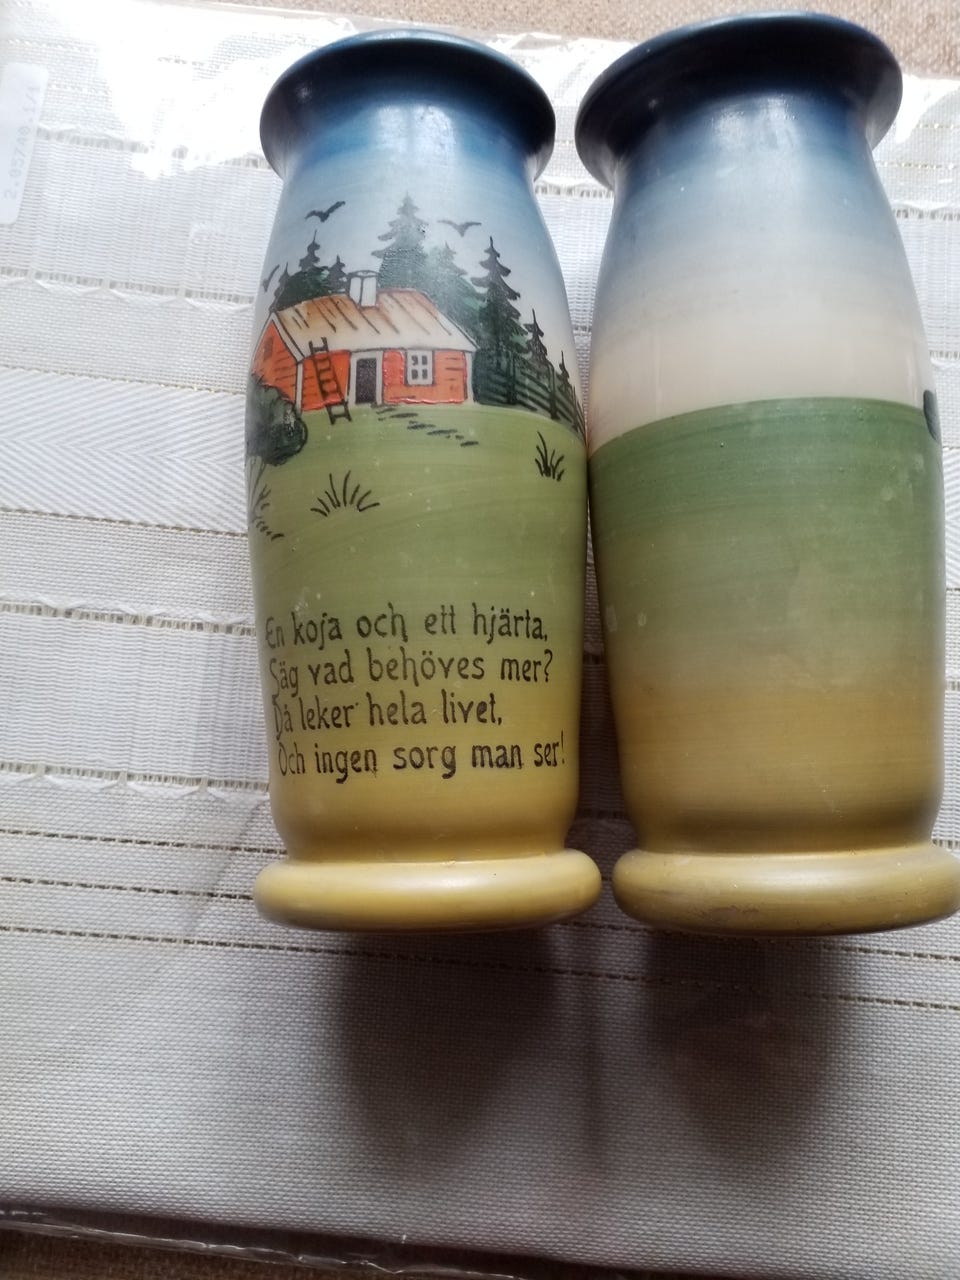 En koja och ett hjärta,
Säg vad behöves mer?
Då leker hela livet,
Och ingen sorg man ser!